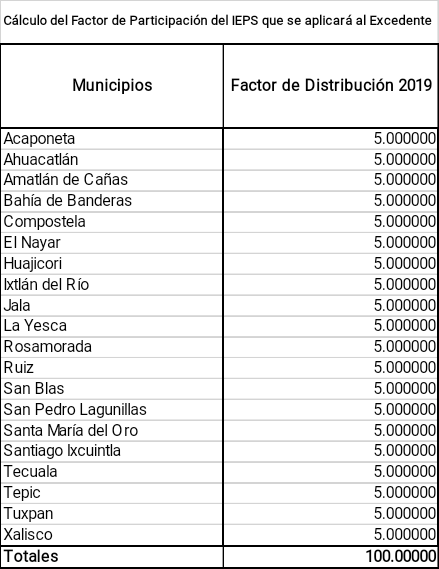 Cálculo del Factor de Participación del IEPS que se aplicará al Excedente
Municipios Factor de Distribución 2019
Acaponeta 5.000000
Ahuacatlán 5.000000
Amatlán de Cañas 5.000000
Bahía de Banderas 5.000000
Compostela 5.000000
El Nayar 5.000000
Huajicori 5.000000
Ixtlán del Río 5.000000
Jala 5.000000
La Yesca 5.000000
Rosamorada 5.000000
Ruiz 5.000000
San Blas 5.000000
San Pedro Lagunillas 5.000000
Santa María del Oro 5.000000
Santiago Ixcuintla 5.000000
Tecuala 5.000000
Tepic 5.000000
Tuxpan 5.000000
Xalisco 5.000000
Totales 100.00000